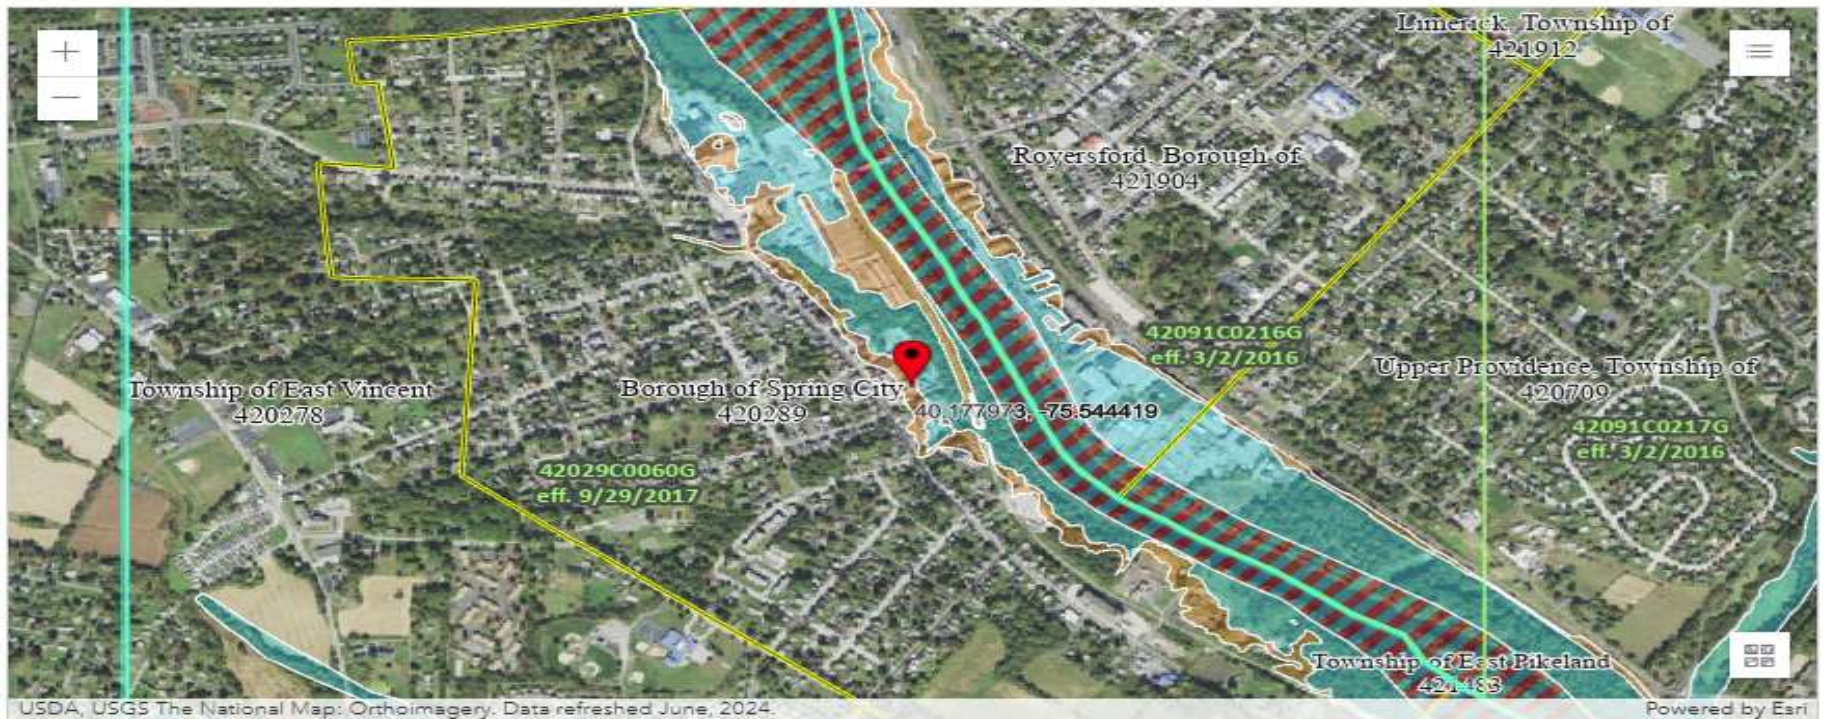 Limerick, Township of
421912
Royersford, Borough of
421904
42091C0216G
eff. 3/2/2016
Upper Providence, Township of
420709
Township of East Vincent
420278
Borough of Spring City
420289
40.177973, -75.544419
42091C0217G
eff. 3/2/2016
42029C0060G
eff. 9/29/2017
Township of East Pikeland
421483
USDA, USGS The National Map: Orthoimagery. Data refreshed June, 2024.
Powered by Esri